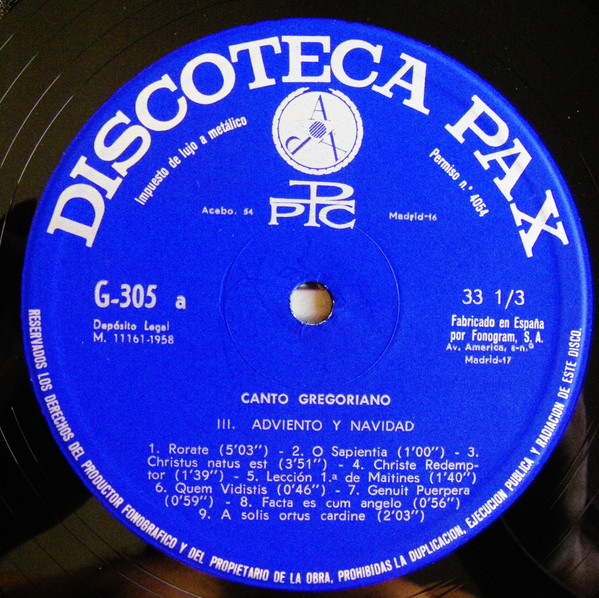 DISCOTECA PAX
Impuesto de lujo a metálico
PAX
Permiso n.° 4054
PPC
Acebo. 54
Madrid-16
G-305 a
33 1/3
Depósito Legal
M. 11161-1958
Fabricado en España
por Fonogram, S. A.
Av. America, s-n.º
Madrid-17
CANTO GREGORIANO
III. ADVIENTO Y NAVIDAD
1. Rorate (5'03") - 2. O Sapientia (1'00") - 3.
Christus natus est (3'51") - 4. Christe Redemp-
tor (1'39") - 5. Lección 1.ª de Maitines (1'40")
6. Quem Vidistis (0'46") - 7. Genuit Puerpera
(0'59") - 8. Facta es cum angelo (0'56")
9. A solis ortus cardine (2'03")
RESERVADOS LOS DERECHOS DEL PRODUCTOR FONOGRAFICO Y DEL PROPIETARIO DE LA OBRA, PROHIBIDAS LA DUPLICACION, EJECUCION PUBLICA Y RADIACION DE ESTE DISCO.